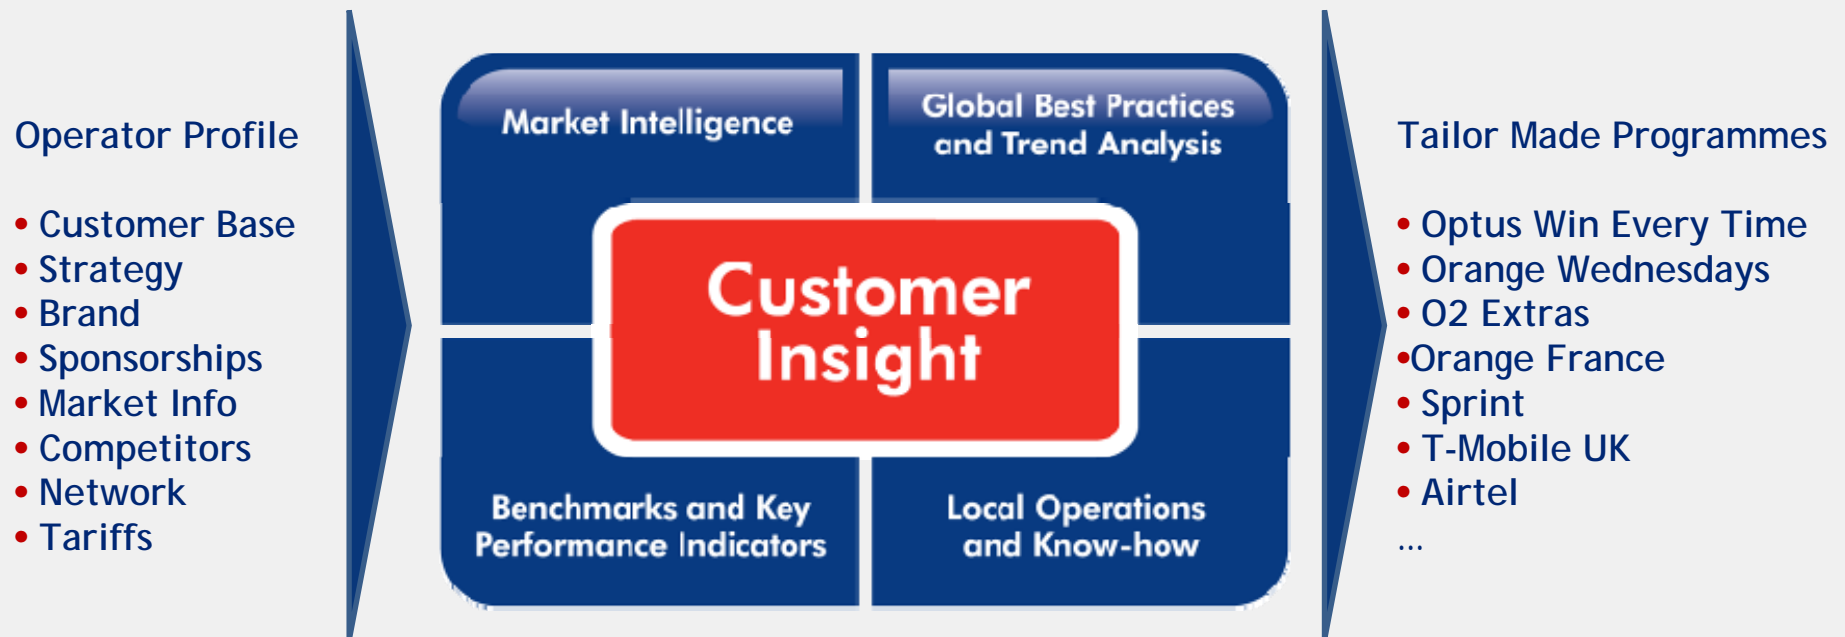 Operator Profile
• Customer Base
• Strategy
• Brand
• Sponsorships
• Market Info
• Competitors
• Network
• Tariffs
Market Intelligence
Global Best Practices
and Trend Analysis
Customer
Insight
Benchmarks and Key
Performance Indicators
Local Operations
and Know-how
Tailor Made Programmes
• Optus Win Every Time
• Orange Wednesdays
• O2 Extras
•Orange France
• Sprint
• T-Mobile UK
• Airtel
...